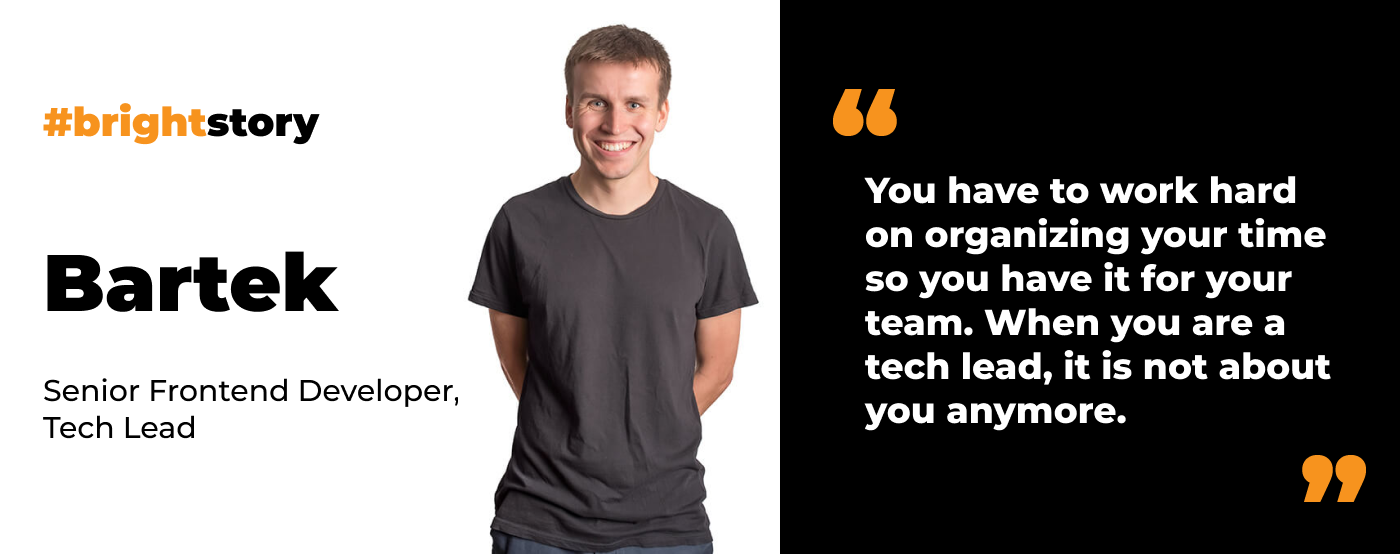 #brightstory
Bartek
Senior Frontend Developer,
Tech Lead
“
You have to work hard
on organizing your time
so you have it for your
team. When you are a
tech lead, it is not about
you anymore.
”